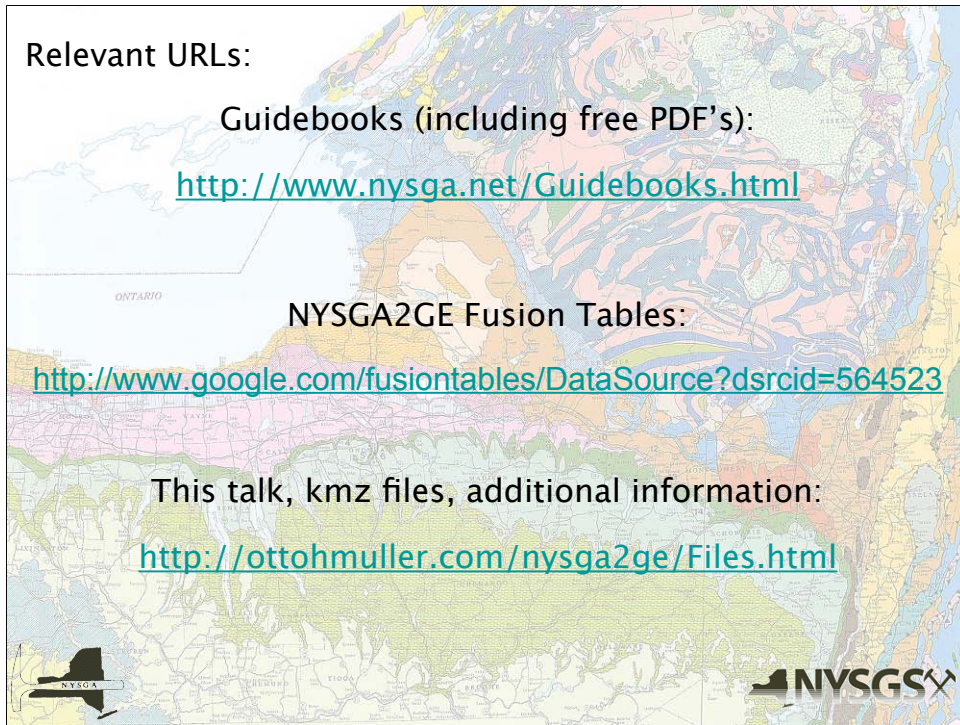 Relevant URLs:
Guidebooks (including free PDF's):
http://www.nysga.net/Guidebooks.html
ONTARIO
NYSGA2GE Fusion Tables:
http://www.google.com/fusiontables/DataSource?dsrcid=564523
This talk, kmz files, additional information:
http://ottohmuller.com/nysga2ge/Files.html
NYSGA
NYSGS